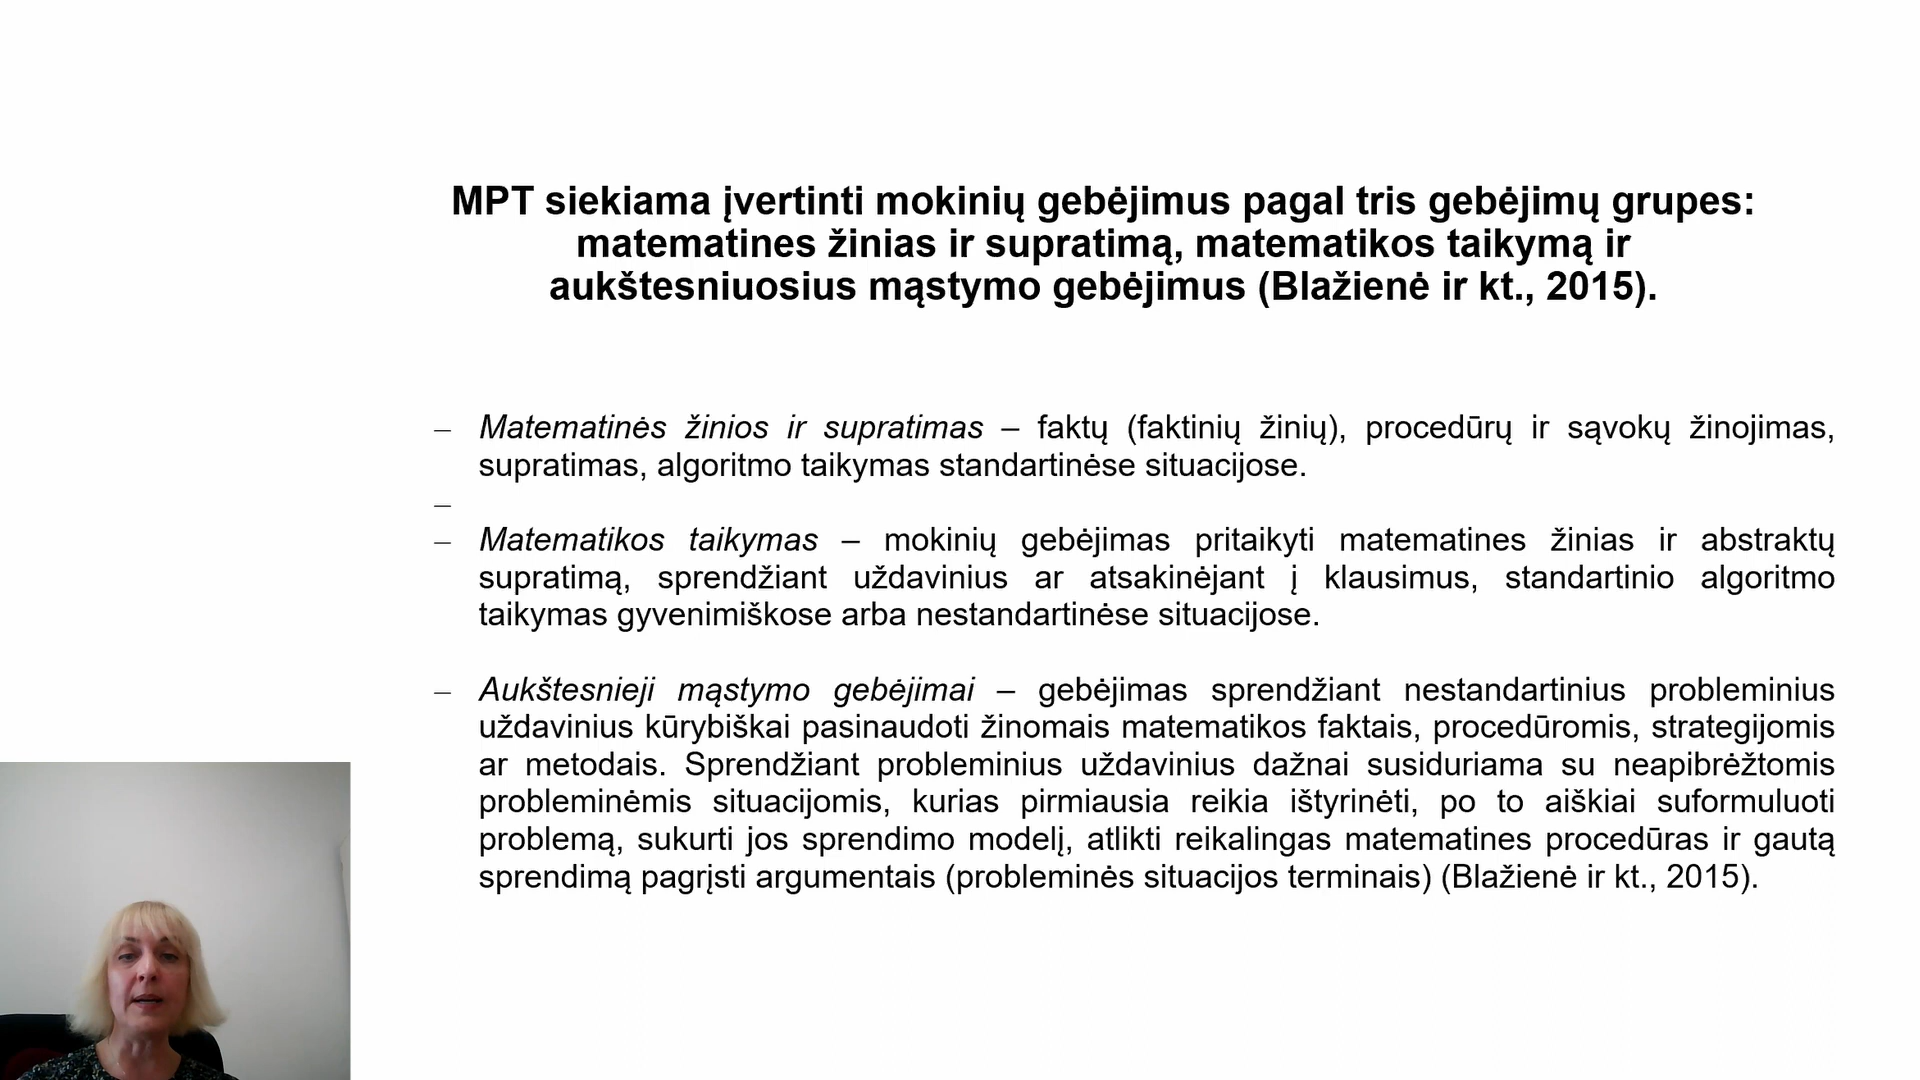 MPT siekiama įvertinti mokinių gebėjimus pagal tris gebėjimų grupes:
matematines žinias ir supratimą, matematikos taikymą ir
aukštesniuosius mąstymo gebėjimus (Blažienė ir kt., 2015).
– Matematinės žinios ir supratimas – faktų (faktinių žinių), procedūrų ir sąvokų žinojimas,
supratimas, algoritmo taikymas standartinėse situacijose.
–
– Matematikos taikymas – mokinių gebėjimas pritaikyti matematines žinias ir abstraktų
supratimą, sprendžiant uždavinius ar atsakinėjant į klausimus, standartinio algoritmo
taikymas gyvenimiškose arba nestandartinėse situacijose.
– Aukštesnieji mąstymo gebėjimai – gebėjimas sprendžiant nestandartinius probleminius
uždavinius kūrybiškai pasinaudoti žinomais matematikos faktais, procedūromis, strategijomis
ar metodais. Sprendžiant probleminius uždavinius dažnai susiduriama su neapibrėžtomis
probleminėmis situacijomis, kurias pirmiausia reikia ištyrinėti, po to aiškiai suformuluoti
problemą, sukurti jos sprendimo modelį, atlikti reikalingas matematines procedūras ir gautą
sprendimą pagrįsti argumentais (probleminės situacijos terminais) (Blažienė ir kt., 2015).